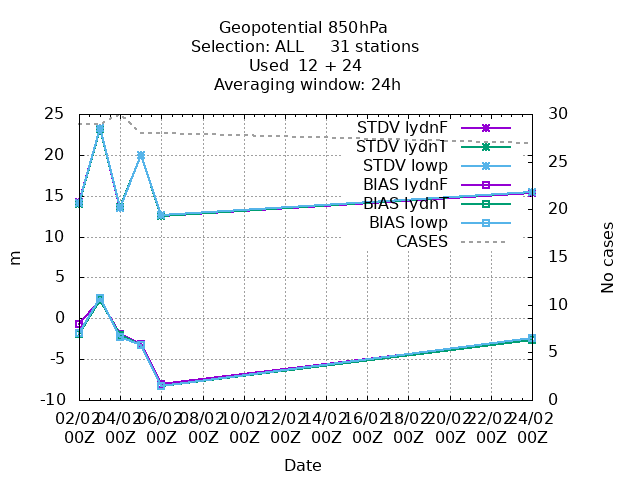 Geopotential 850hPa
Selection: ALL 31 stations
Used 12 + 24
Averaging window: 24h
25
20
15
10
5
0
-5
-10
m
30
25
20
15
10
5
0
No cases
STDV lydnF
STDV lydnT
STDV lowp
BIAS lydnF
BIAS lydnT
BIAS lowp
CASES
02/02 04/02 06/02 08/02 10/02 12/02 14/02 16/02 18/02 20/02 22/02 24/02
00Z 00Z 00Z 00Z 00Z 00Z 00Z 00Z 00Z 00Z 00Z 00Z
Date